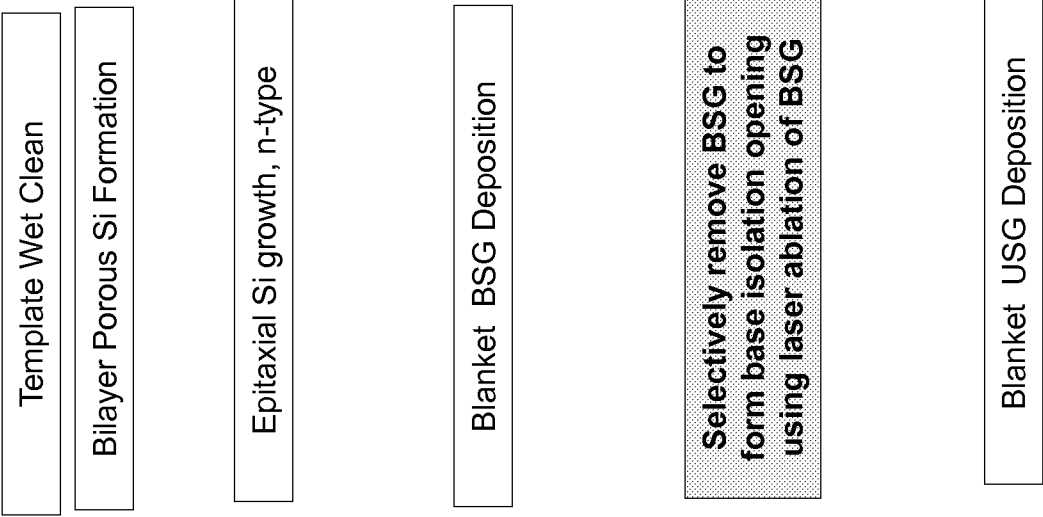 Template Wet Clean
Bilayer Porous Si Formation
Epitaxial Si growth, n-type
Blanket BSG Deposition
Selectively remove BSG to
form base isolation opening
using laser ablation of BSG
Blanket USG Deposition